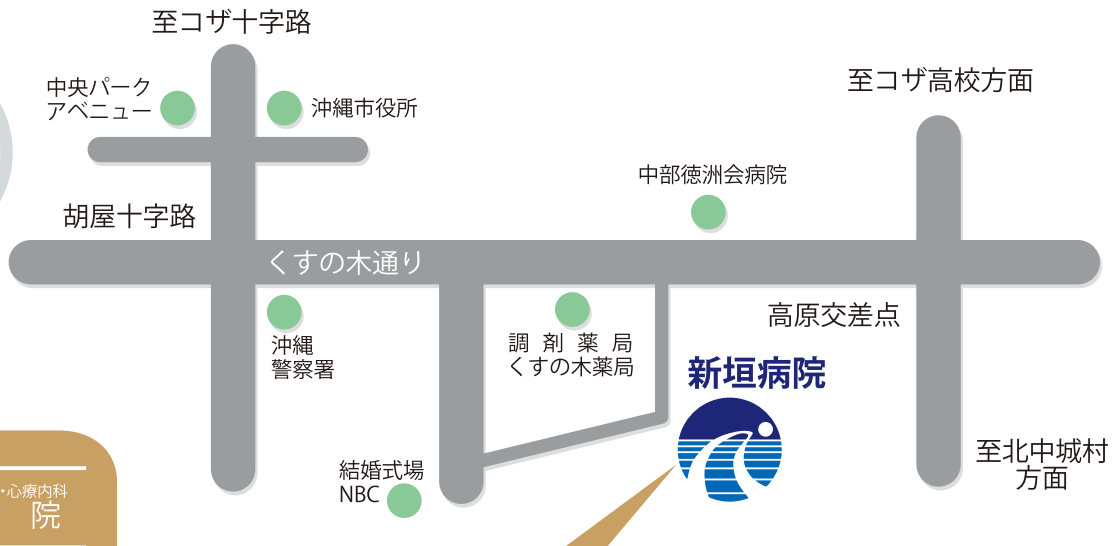 至コザ十字路
中央パーク
アベニュー
沖縄市役所
至コザ高校方面
中部徳洲会病院
胡屋十字路
くすの木通り
沖縄
警察署
調剤薬局
くすの木薬局
高原交差点
新垣病院
結婚式場
NBC
至北中城村
方面
・心療内科
院